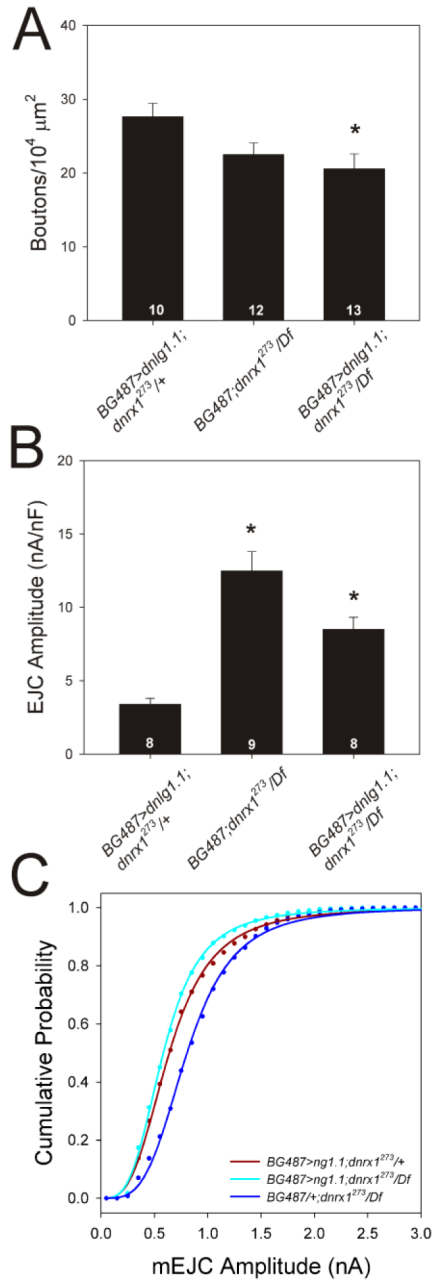 A
Boutons/10⁴ µm²
40
30
20
10
0
*
10
12
13
BG487>dnlg1.1;
dnrx1²⁷³/+
BG487;dnrx1²⁷³/Df
BG487>dnlg1.1;
dnrx1²⁷³/Df
B
EJC Amplitude (nA/nF)
20
15
10
5
0
*
*
8
9
8
BG487>dnlg1.1;
dnrx1²⁷³/+
BG487;dnrx1²⁷³/Df
BG487>dnlg1.1;
dnrx1²⁷³/Df
C
Cumulative Probability
1.0
0.8
0.6
0.4
0.2
0.0
BG487>ng1.1;dnrx1²⁷³/+
BG487>ng1.1;dnrx1²⁷³/Df
BG487/+;dnrx1²⁷³/Df
0.0 0.5 1.0 1.5 2.0 2.5 3.0
mEJC Amplitude (nA)